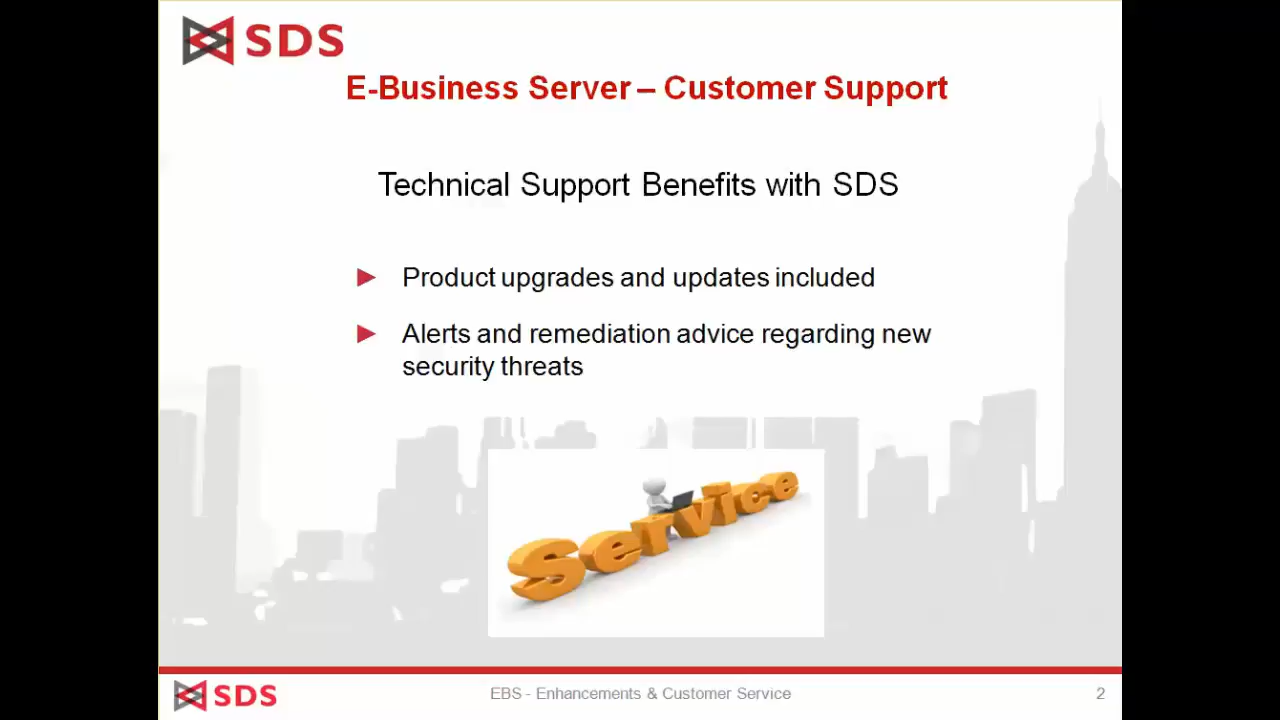 SDS
E-Business Server – Customer Support
Technical Support Benefits with SDS
► Product upgrades and updates included
► Alerts and remediation advice regarding new
security threats
Service
SDS
EBS - Enhancements & Customer Service
2